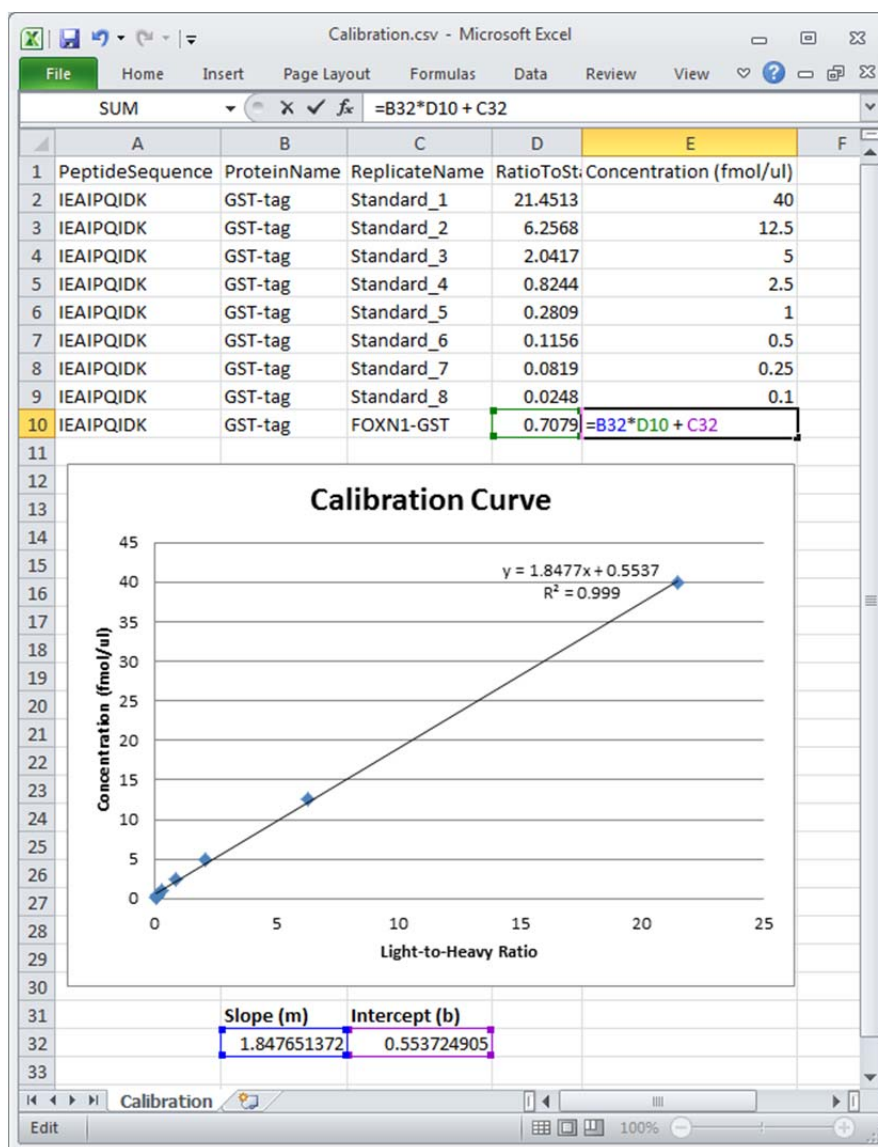 Calibration.csv - Microsoft Excel
File Home Insert Page Layout Formulas Data Review View
SUM fx =B32*D10 + C32
A B C D E F
1 PeptideSequence ProteinName ReplicateName RatioToSta Concentration (fmol/ul)
2 IEAIPQIDK GST-tag Standard_1 21.4513 40
3 IEAIPQIDK GST-tag Standard_2 6.2568 12.5
4 IEAIPQIDK GST-tag Standard_3 2.0417 5
5 IEAIPQIDK GST-tag Standard_4 0.8244 2.5
6 IEAIPQIDK GST-tag Standard_5 0.2809 1
7 IEAIPQIDK GST-tag Standard_6 0.1156 0.5
8 IEAIPQIDK GST-tag Standard_7 0.0819 0.25
9 IEAIPQIDK GST-tag Standard_8 0.0248 0.1
10 IEAIPQIDK GST-tag FOXN1-GST 0.7079 =B32*D10 + C32
11
12
13
14
15
16
17
18
19
20
21
22
23
24
25
26
27
28
29
30
Calibration Curve
45
40
35
30
25
20
15
10
5
0
y = 1.8477x + 0.5537
R² = 0.999
Concentration (fmol/ul)
0 5 10 15 20 25
Light-to-Heavy Ratio
31 Slope (m) Intercept (b)
32 1.847651372 0.553724905
33
Calibration
Edit 100%